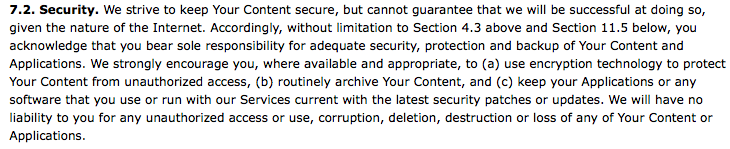 7.2. Security. We strive to keep Your Content secure, but cannot guarantee that we will be successful at doing so,
given the nature of the Internet. Accordingly, without limitation to Section 4.3 above and Section 11.5 below, you
acknowledge that you bear sole responsibility for adequate security, protection and backup of Your Content and
Applications. We strongly encourage you, where available and appropriate, to (a) use encryption technology to protect
Your Content from unauthorized access, (b) routinely archive Your Content, and (c) keep your Applications or any
software that you use or run with our Services current with the latest security patches or updates. We will have no
liability to you for any unauthorized access or use, corruption, deletion, destruction or loss of any of Your Content or
Applications.